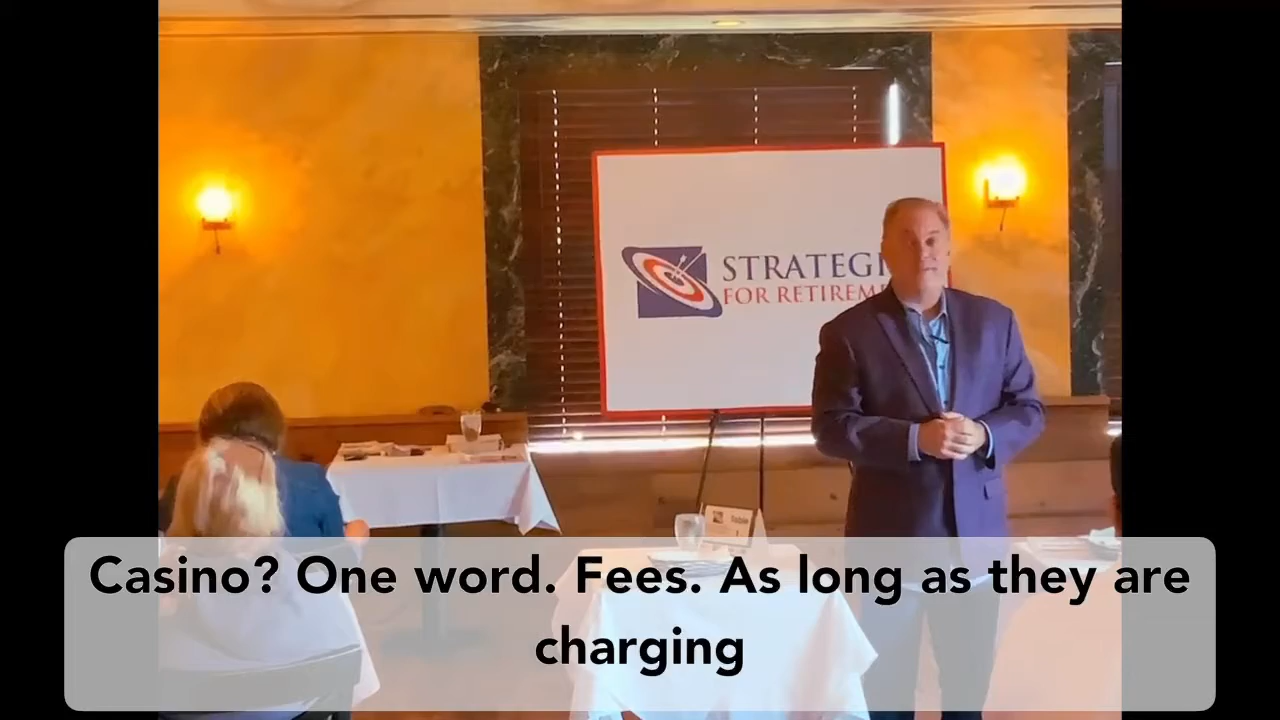 STRATEGI
FOR RETIREM
Casino? One word. Fees. As long as they are
charging